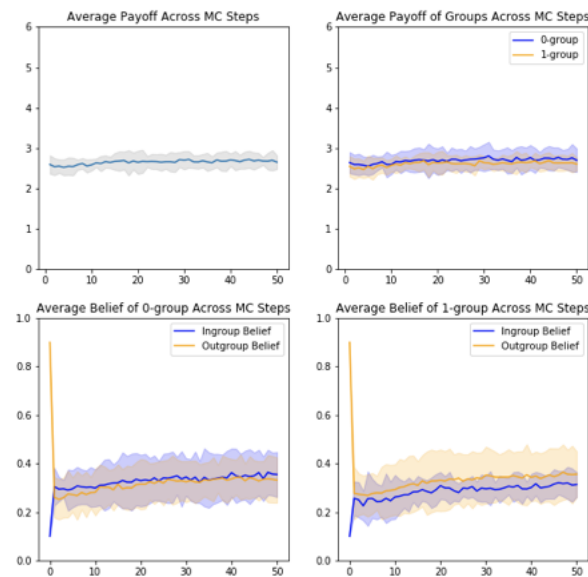 Average Payoff Across MC Steps
6
5
4
3
2
1
0
0 10 20 30 40 50
Average Payoff of Groups Across MC Steps
0-group
1-group
6
5
4
3
2
1
0
0 10 20 30 40 50
Average Belief of 0-group Across MC Steps
Ingroup Belief
Outgroup Belief
1.0
0.8
0.6
0.4
0.2
0.0
0 10 20 30 40 50
Average Belief of 1-group Across MC Steps
Ingroup Belief
Outgroup Belief
1.0
0.8
0.6
0.4
0.2
0.0
0 10 20 30 40 50